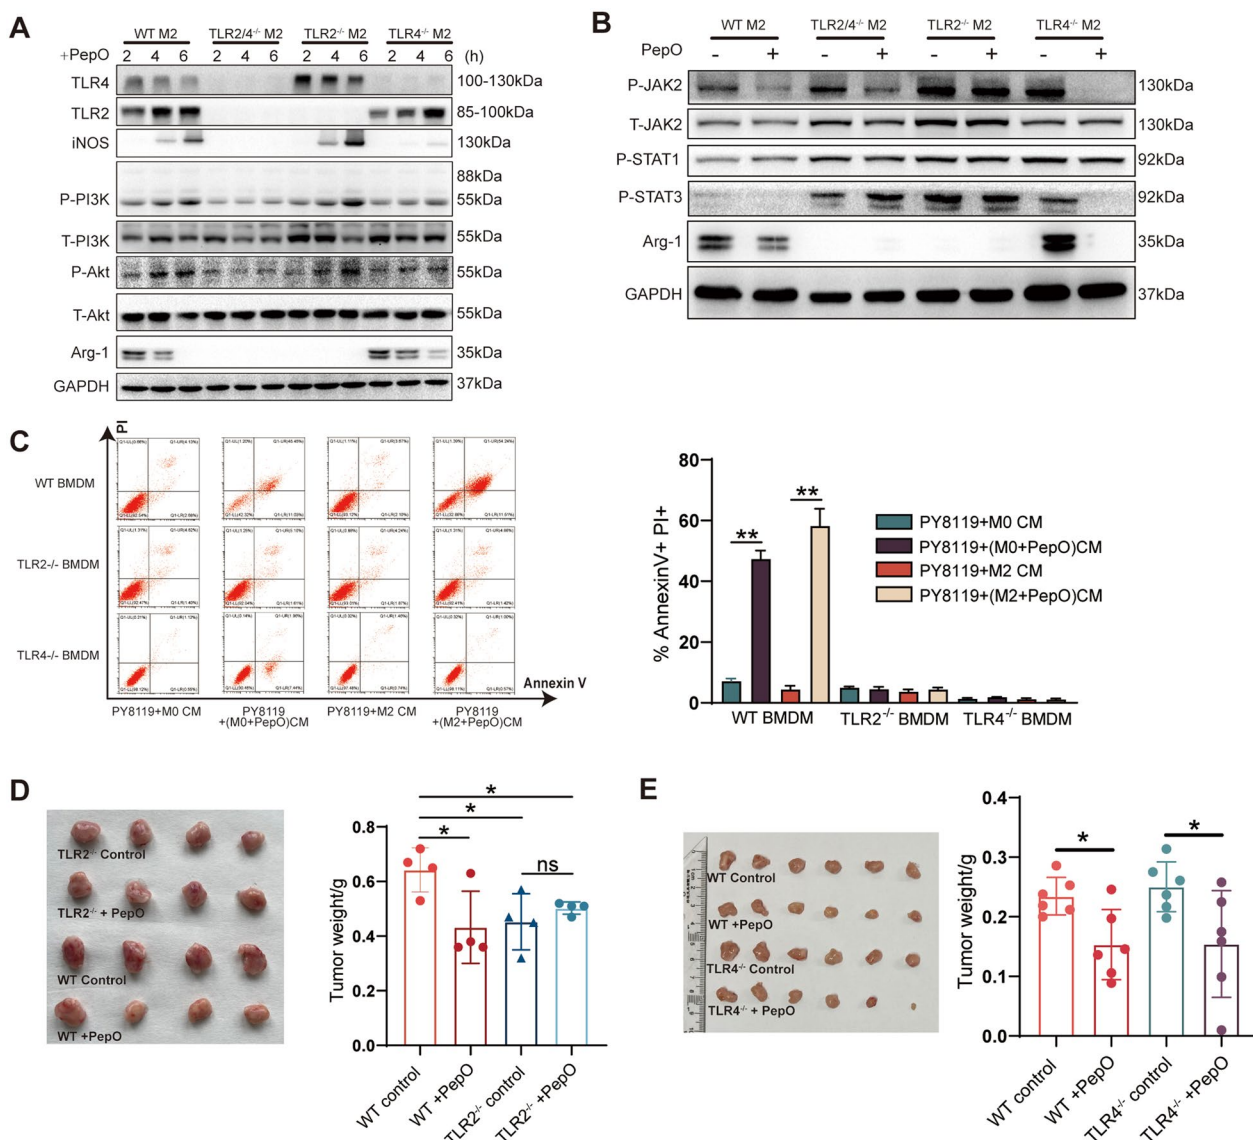 A
WT M2 TLR2/4-/- M2 TLR2-/- M2 TLR4-/- M2
+PepO 2 4 6 2 4 6 2 4 6 2 4 6 (h)
TLR4 100-130kDa
TLR2 85-100kDa
iNOS 130kDa
88kDa
P-PI3K 55kDa
T-PI3K 55kDa
P-Akt 55kDa
T-Akt 55kDa
Arg-1 35kDa
GAPDH 37kDa
B
WT M2 TLR2/4-/- M2 TLR2-/- M2 TLR4-/- M2
PepO - + - + - + - +
P-JAK2 130kDa
T-JAK2 130kDa
P-STAT1 92kDa
P-STAT3 92kDa
Arg-1 35kDa
GAPDH 37kDa
C
PI
WT BMDM
TLR2-/- BMDM
TLR4-/- BMDM
Annexin V
PY8119+M0 CM
PY8119
+(M0+PepO)CM
PY8119+M2 CM
PY8119
+(M2+PepO)CM
% AnnexinV+ PI+
80
60
40
20
0
**
**
PY8119+M0 CM
PY8119+(M0+PepO)CM
PY8119+M2 CM
PY8119+(M2+PepO)CM
WT BMDM TLR2-/- BMDM TLR4-/- BMDM
D
TLR2-/- Control
TLR2-/- + PepO
WT Control
WT +PepO
Tumor weight/g
0.8
0.6
0.4
0.2
0.0
*
*
*
ns
WT control
WT +PepO
TLR2-/- control
TLR2-/- +PepO
E
WT Control
WT +PepO
TLR4-/- Control
TLR4-/- + PepO
Tumor weight/g
0.4
0.3
0.2
0.1
0.0
*
*
WT control
WT +PepO
TLR4-/- control
TLR4-/- +PepO